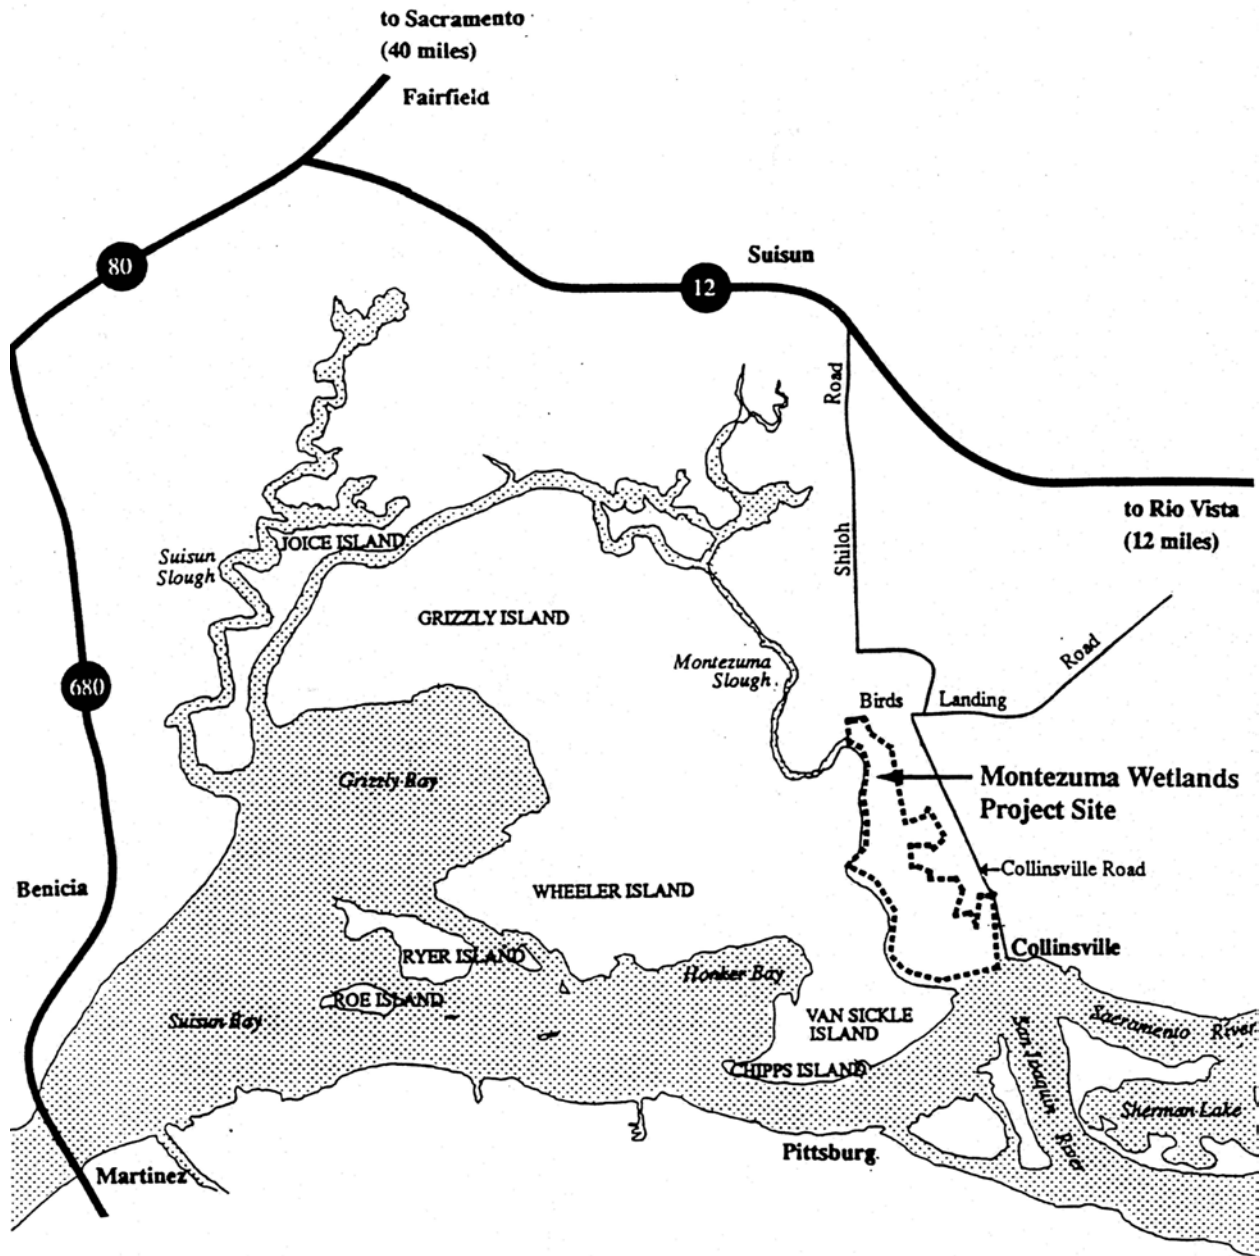 to Sacramento
(40 miles)
Fairfield
80
12
Suisun
Road
Shiloh
to Rio Vista
(12 miles)
JOICE ISLAND
Suisun
Slough
GRIZZLY ISLAND
Montezuma
Slough
Road
Birds Landing
680
Grizzly Bay
Montezuma Wetlands
Project Site
Collinsville Road
Benicia
WHEELER ISLAND
Collinsville
RYER ISLAND
Honker Bay
ROE ISLAND
Suisun Bay
VAN SICKLE
ISLAND
Sacramento River
San Joaquin River
CHIPPS ISLAND
Sherman Lake
Pittsburg
Martinez